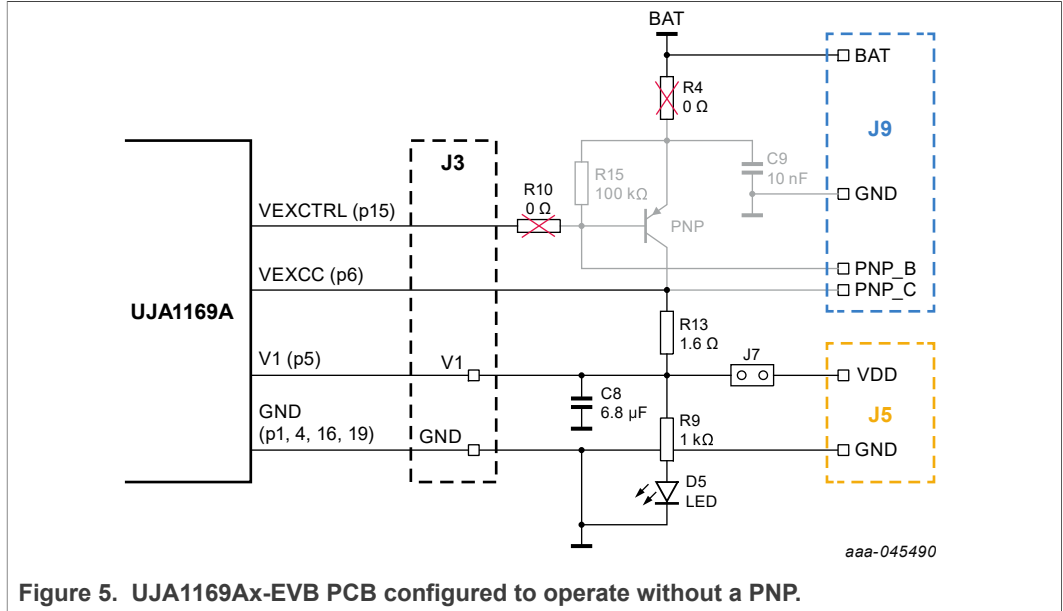 BAT
BAT
R4
0 Ω
J9
J3
C9
10 nF
R15
100 kΩ
R10
0 Ω
GND
VEXCTRL (p15)
PNP
PNP_B
VEXCC (p6)
PNP_C
UJA1169A
R13
1.6 Ω
J7
V1 (p5)
V1
VDD
C8
6.8 μF
J5
R9
1 kΩ
GND
(p1, 4, 16, 19)
GND
GND
D5
LED
aaa-045490
Figure 5. UJA1169Ax-EVB PCB configured to operate without a PNP.